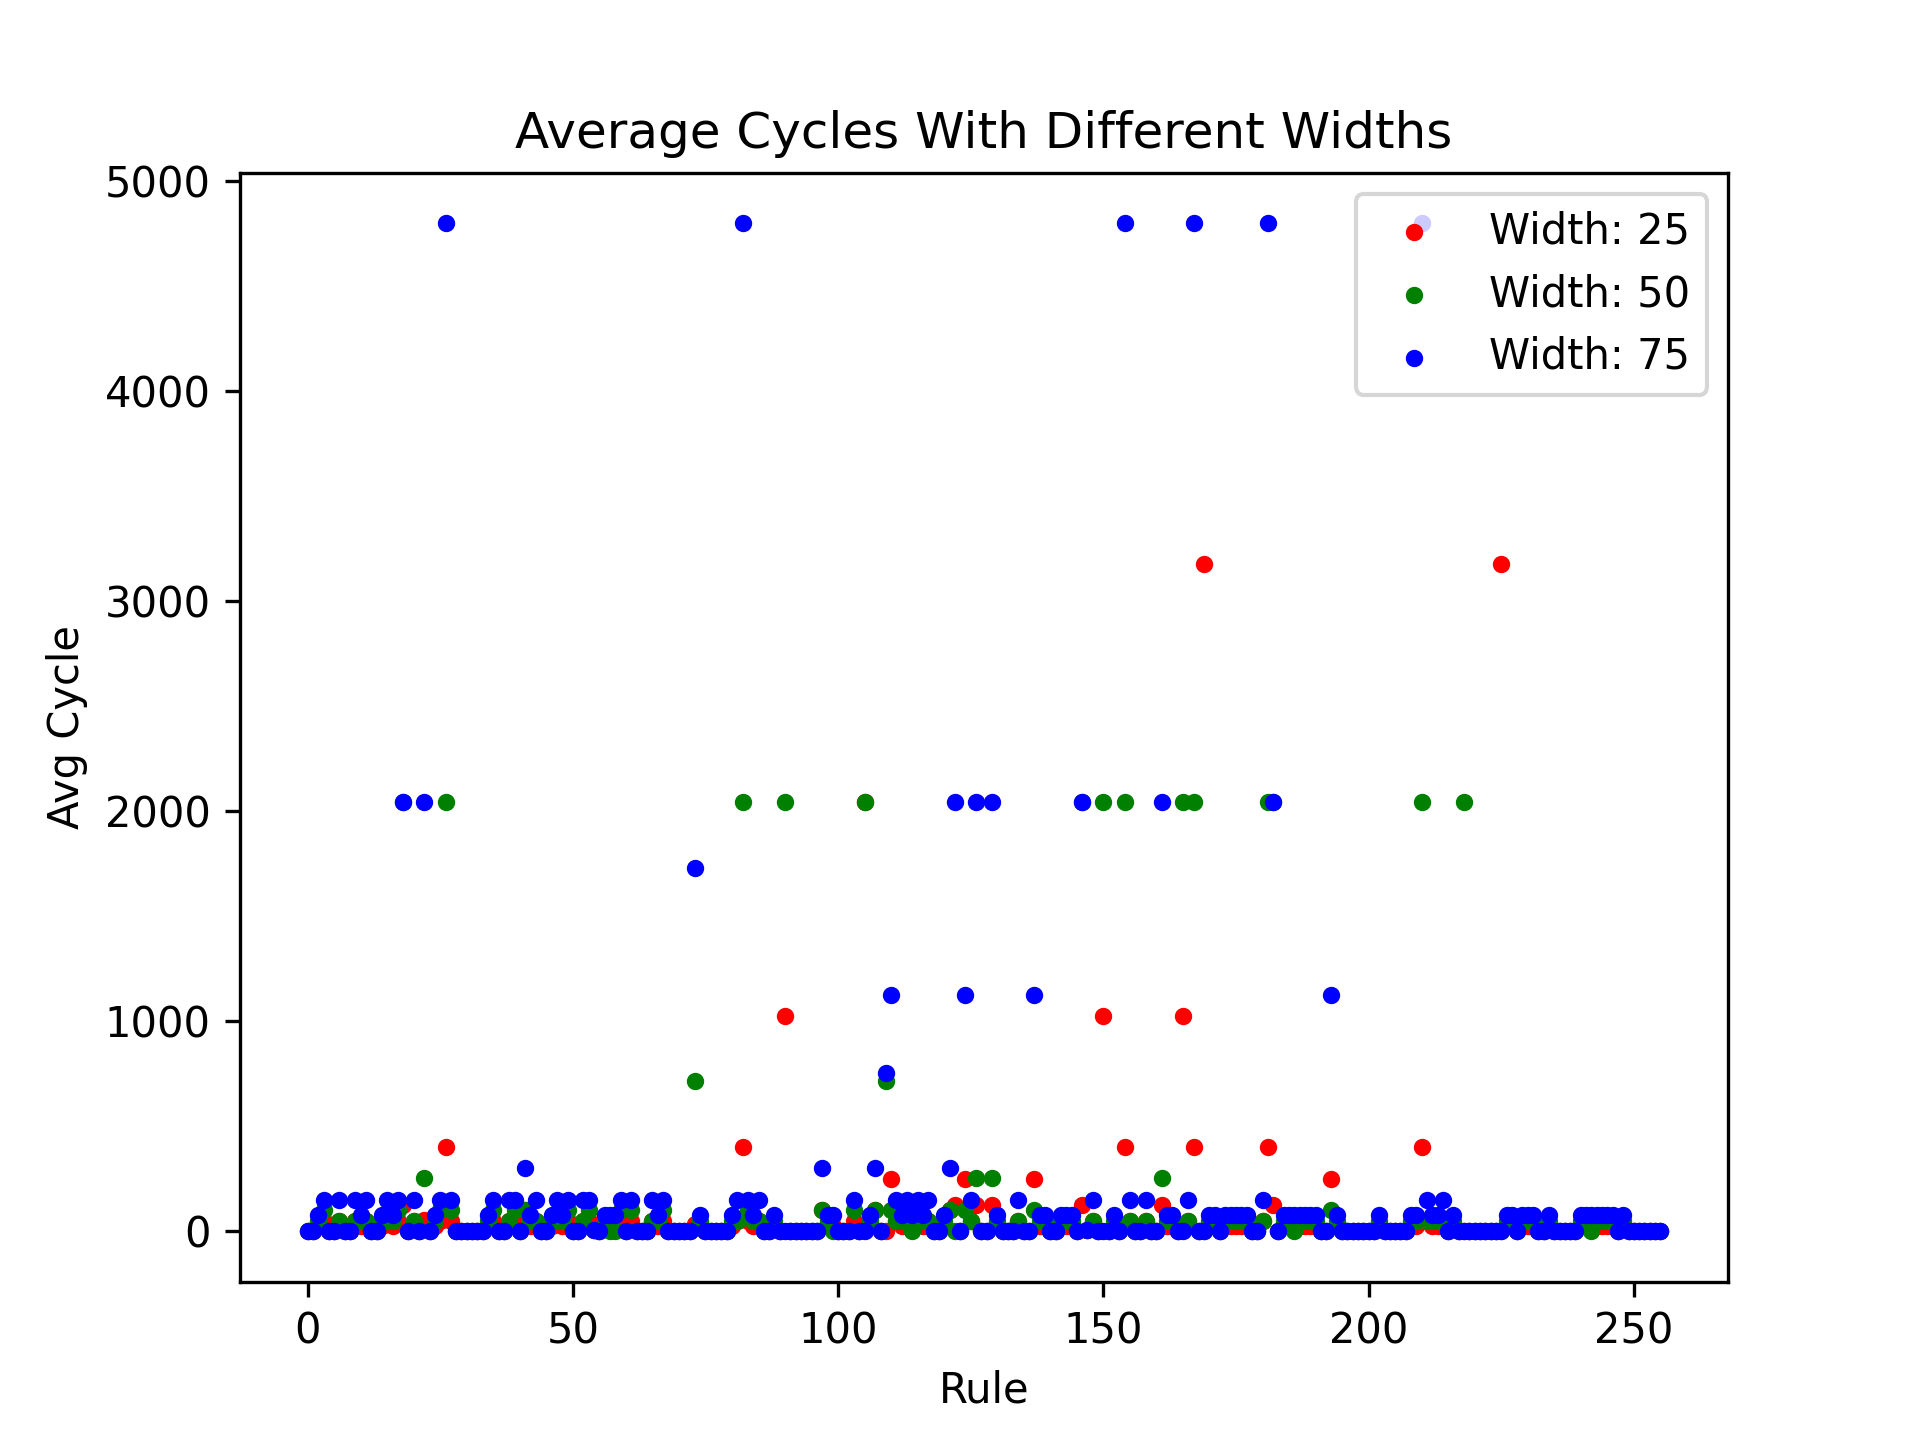 Average Cycles With Different Widths
5000
4000
3000
2000
1000
0
Avg Cycle
Width: 25
Width: 50
Width: 75
0 50 100 150 200 250
Rule